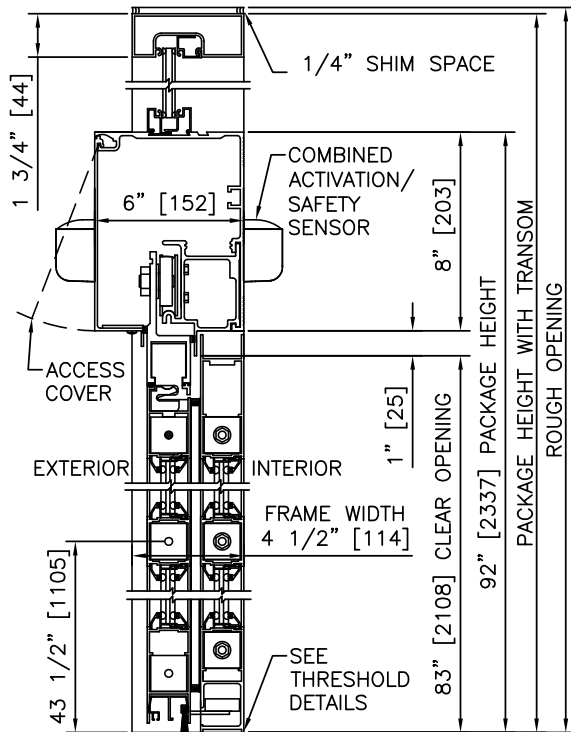 1/4” SHIM SPACE
1 3/4” [44]
6” [152]
COMBINED
ACTIVATION/
SAFETY
SENSOR
8” [203]
ACCESS
COVER
1” [25]
EXTERIOR
INTERIOR
FRAME WIDTH
4 1/2” [114]
43 1/2” [1105]
83” [2108] CLEAR OPENING
92” [2337] PACKAGE HEIGHT
PACKAGE HEIGHT WITH TRANSOM
ROUGH OPENING
SEE
THRESHOLD
DETAILS